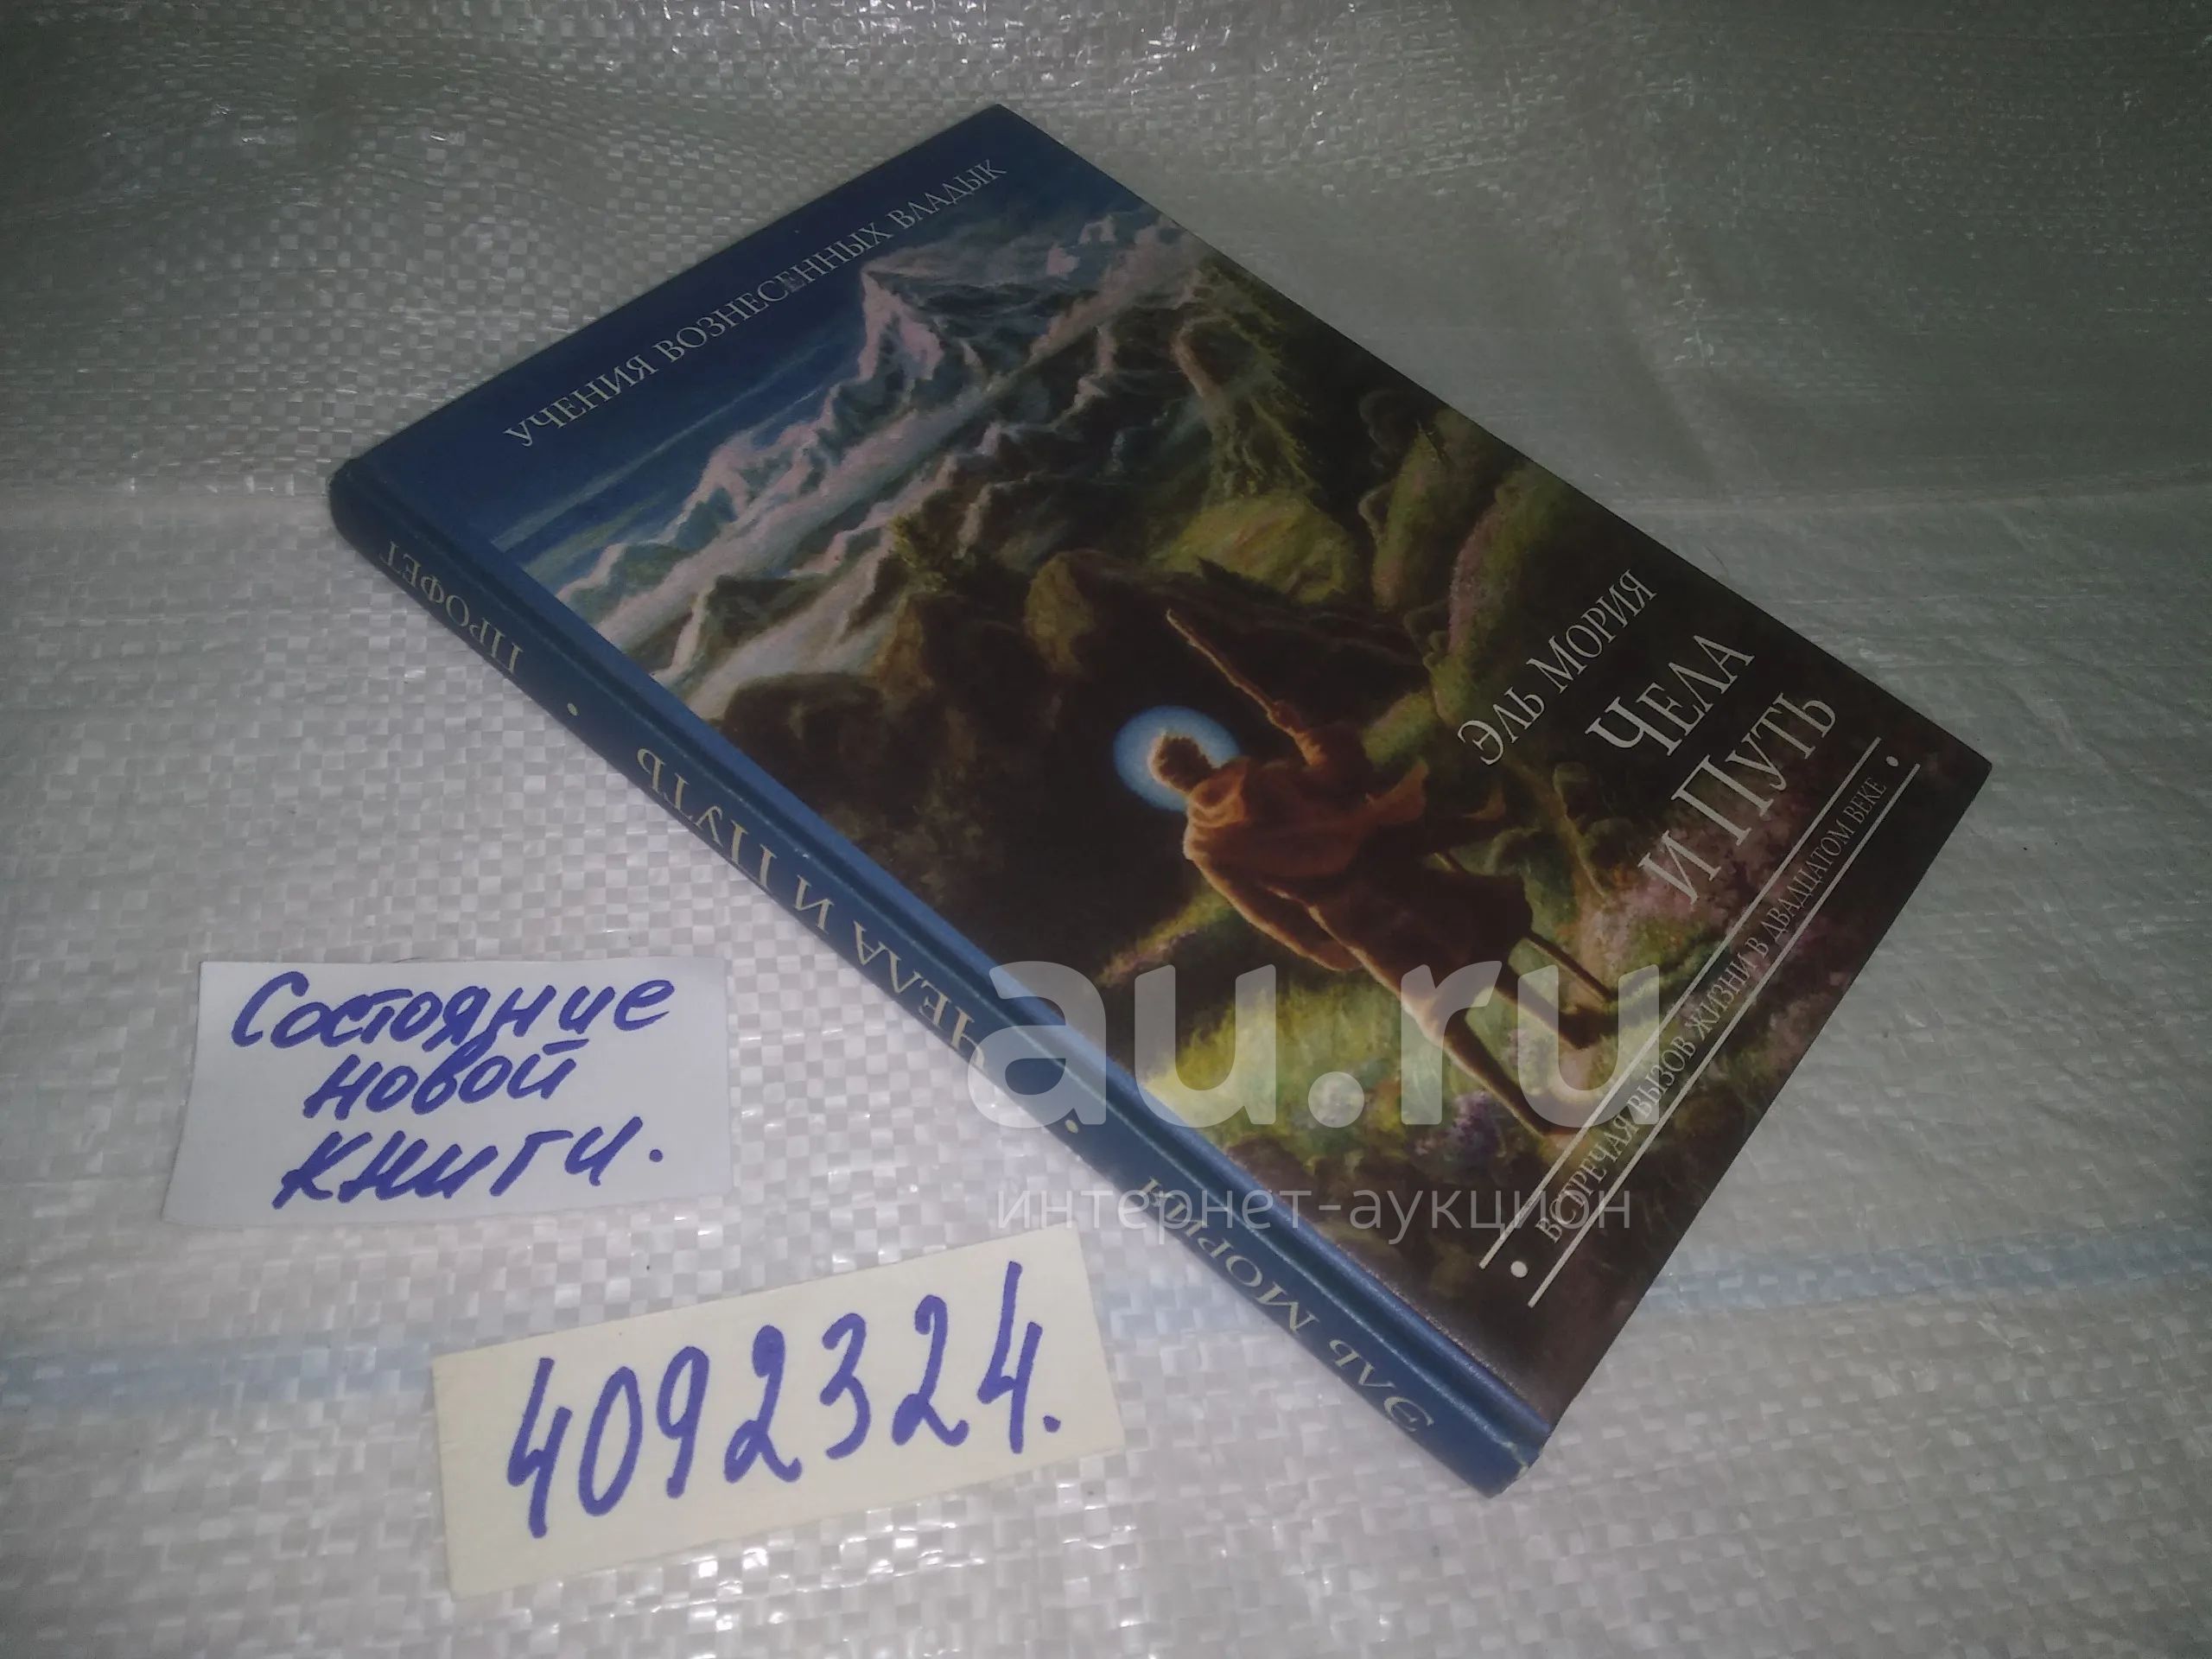 УЧЕНИЯ ВОЗНЕСЕННЫХ ВЛАДЫК
ЭЛЬ МОРИЯ
ЧЕЛА
И ПУТЬ
• ВСТРЕЧАЯ ВЫЗОВ ЖИЗНИ В ДВАДЦАТОМ ВЕКЕ •
ЭЛЬ МОРИЯ • ЧЕЛА И ПУТЬ • ПРОФЕТ
Состояние
новой
книги.
4092324.
au.ru
интернет-аукцион